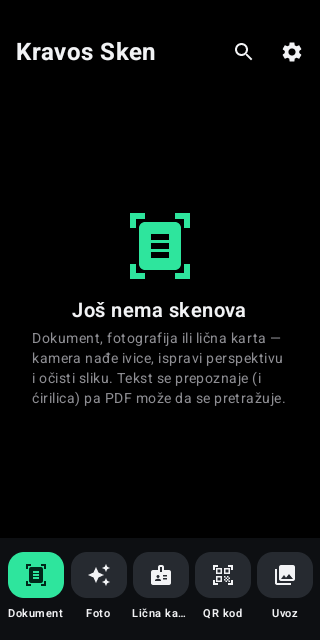 Kravos Sken
Još nema skenova
Dokument, fotografija ili lična karta —
kamera nađe ivice, ispravi perspektivu
i očisti sliku. Tekst se prepoznaje (i
ćirilica) pa PDF može da se pretražuje.
Dokument
Foto
Lična ka…
QR kod
Uvoz